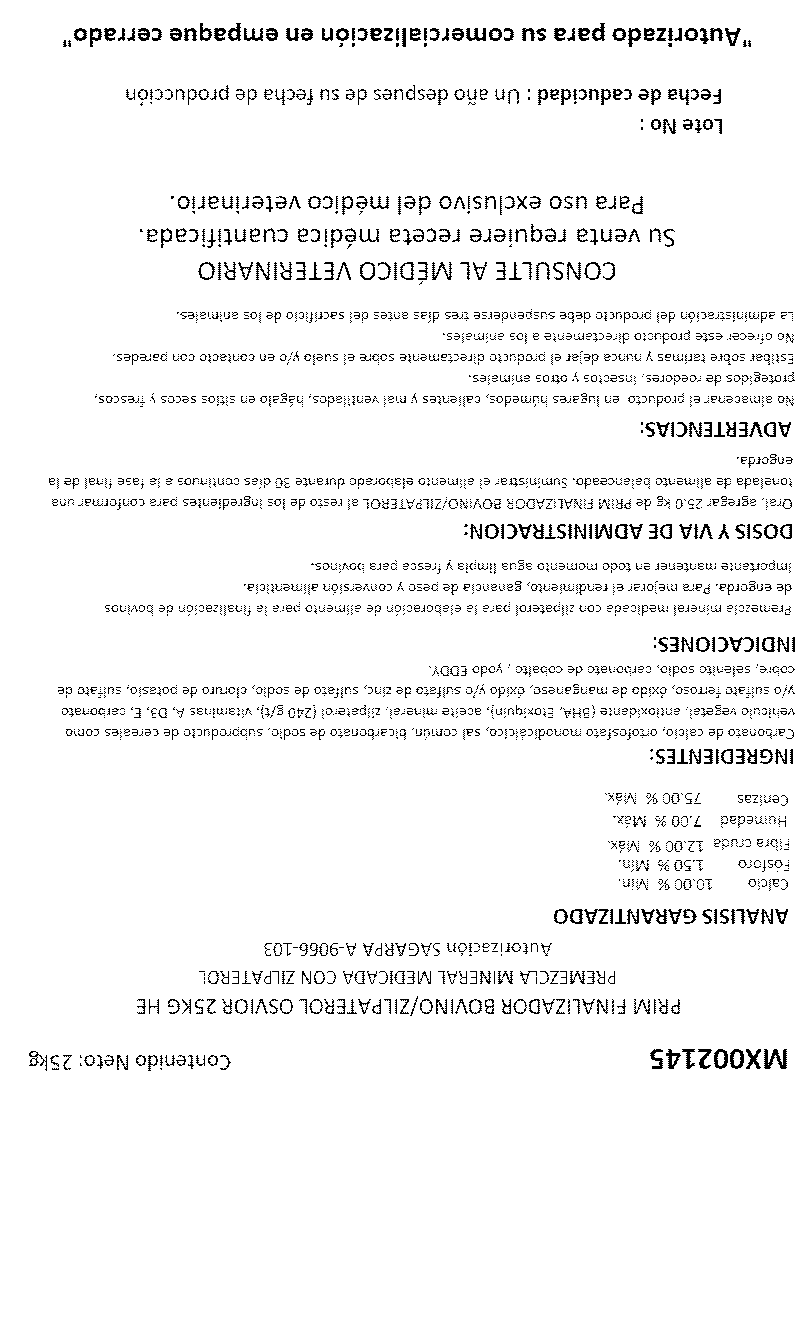 MX002145
Contenido Neto: 25kg
PRIM FINALIZADOR BOVINO/ZILPATEROL OSVIOR 25KG HE
PREMEZCLA MINERAL MEDICADA CON ZILPATEROL
Autorización SAGARPA A-9066-103
ANALISIS GARANTIZADO
Calcio 10.00 % Min.
Fósforo 1.50 % Mín.
Fibra cruda 12.00 % Máx.
Humedad 7.00 % Máx.
Cenizas 75.00 % Máx.
INGREDIENTES:
Carbonato de calcio, ortofosfato monodicálcico, sal común, bicarbonato de sodio, subproducto de cereales como
vehículo vegetal, antioxidante (BHA, Etoxiquin), aceite mineral, zilpaterol (240 g/t), vitaminas A, D3, E, carbonato
y/o sulfato ferroso, óxido de manganeso, óxido y/o sulfato de zinc, sulfato de sodio, cloruro de potasio, sulfato de
cobre, selenito sodio, carbonato de cobalto , yodo EDDY.
INDICACIONES:
Premezcla mineral medicada con zilpaterol para la elaboración de alimento para la finalización de bovinos
de engorda. Para mejorar el rendimiento, ganancia de peso y conversión alimenticia.
Importante mantener en todo momento agua limpia y fresca para bovinos.
DOSIS Y VIA DE ADMINISTRACION:
Oral, agregar 25.0 kg de PRIM FINALIZADOR BOVINO/ZILPATEROL al resto de los ingredientes para conformar una
tonelada de alimento balanceado. Suministrar el alimento elaborado durante 30 días continuos a la fase final de la
engorda.
ADVERTENCIAS:
No almacenar el producto en lugares húmedos, calientes y mal ventilados, hágalo en sitios secos y frescos,
protegidos de roedores, insectos y otros animales.
Estibar sobre tarimas y nunca dejar el producto directamente sobre el suelo y/o en contacto con paredes.
No ofrecer este producto directamente a los animales.
La administración del producto debe suspenderse tres días antes del sacrificio de los animales.
CONSULTE AL MÉDICO VETERINARIO
Su venta requiere receta médica cuantificada.
Para uso exclusivo del médico veterinario.
Lote No :
Fecha de caducidad : Un año despues de su fecha de producción
"Autorizado para su comercialización en empaque cerrado"